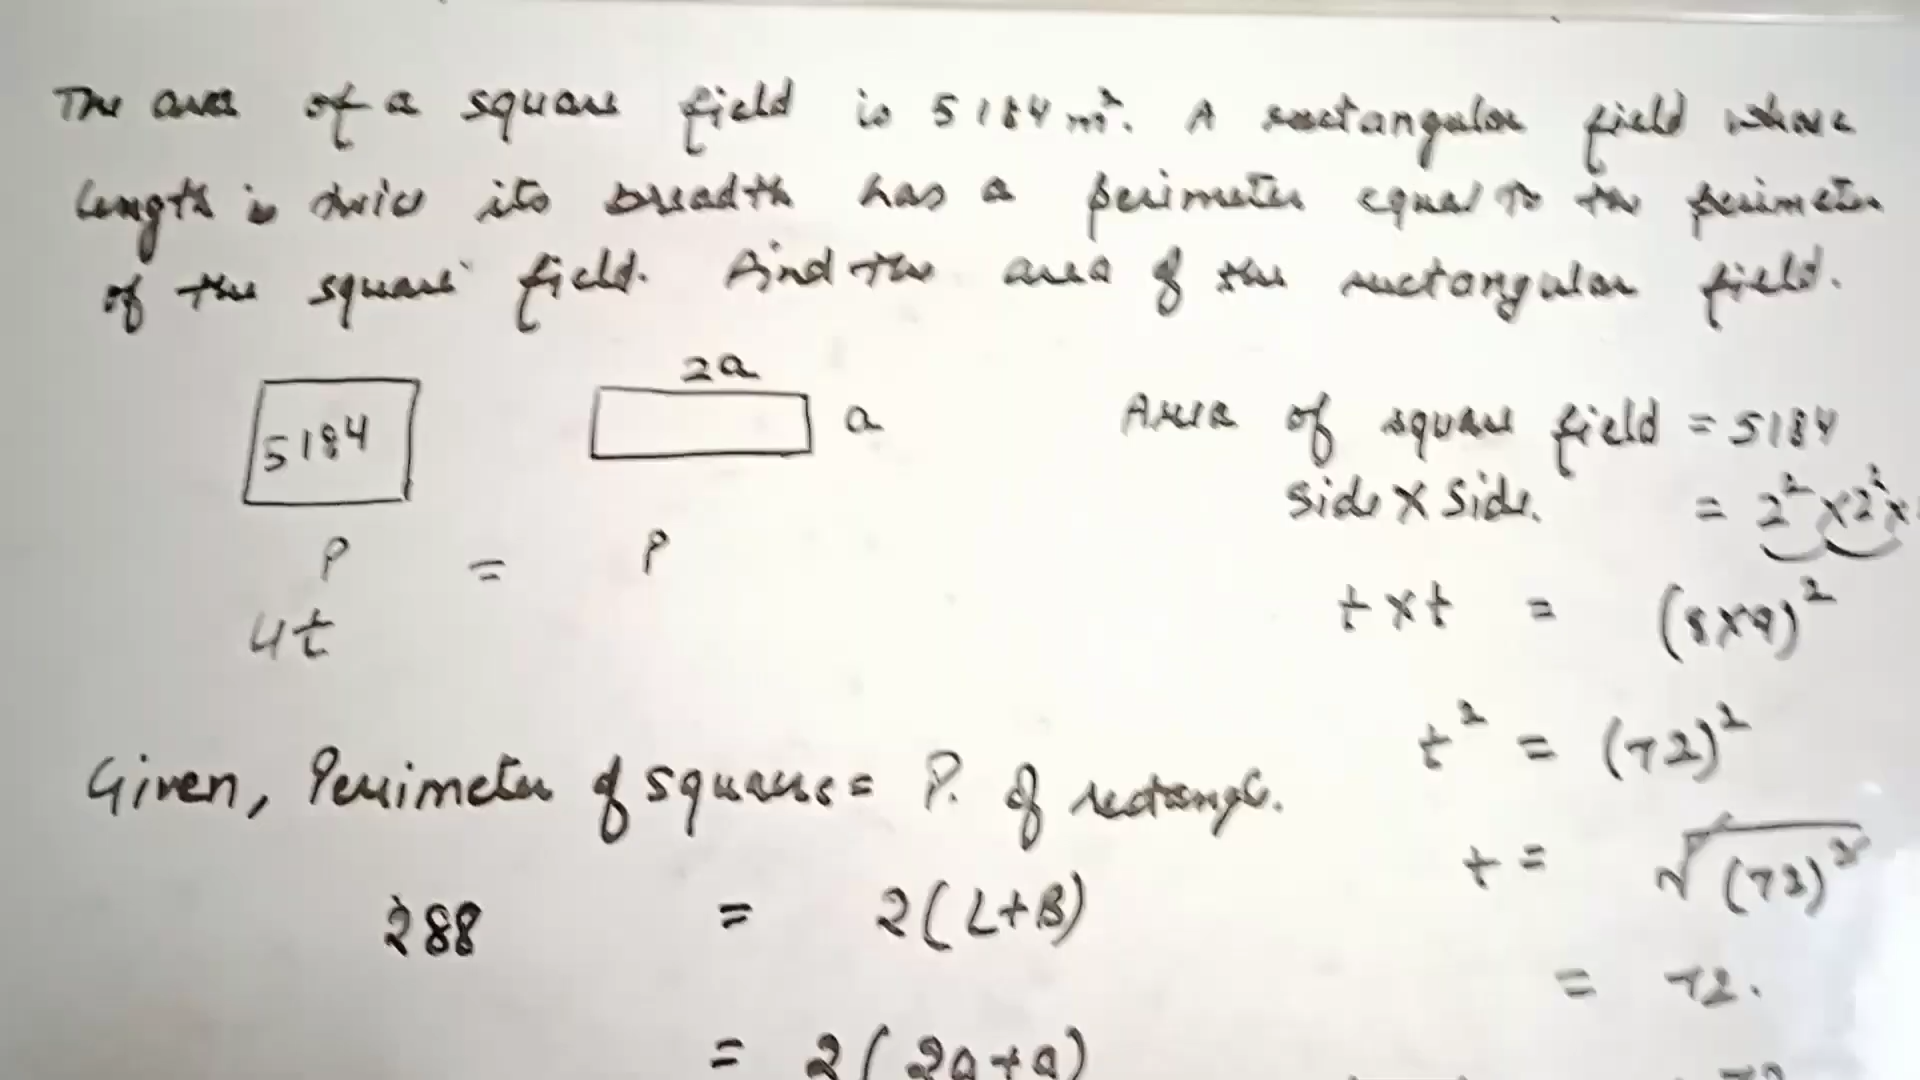 The area of a square field is 5184 m². A rectangular field whose
length is twice its breadth has a perimeter equal to the perimeter
of the square field. Find the area of the rectangular field.
5184
2a
a
P = P
4t
Area of square field = 5184
side x side. = 2² x 2² x
t x t = (8x9)²
t² = (72)²
t = √(72)²
= 72.
Given, Perimeter of square = P. of rectangle.
288 = 2(L+B)
= 2(2a+a)